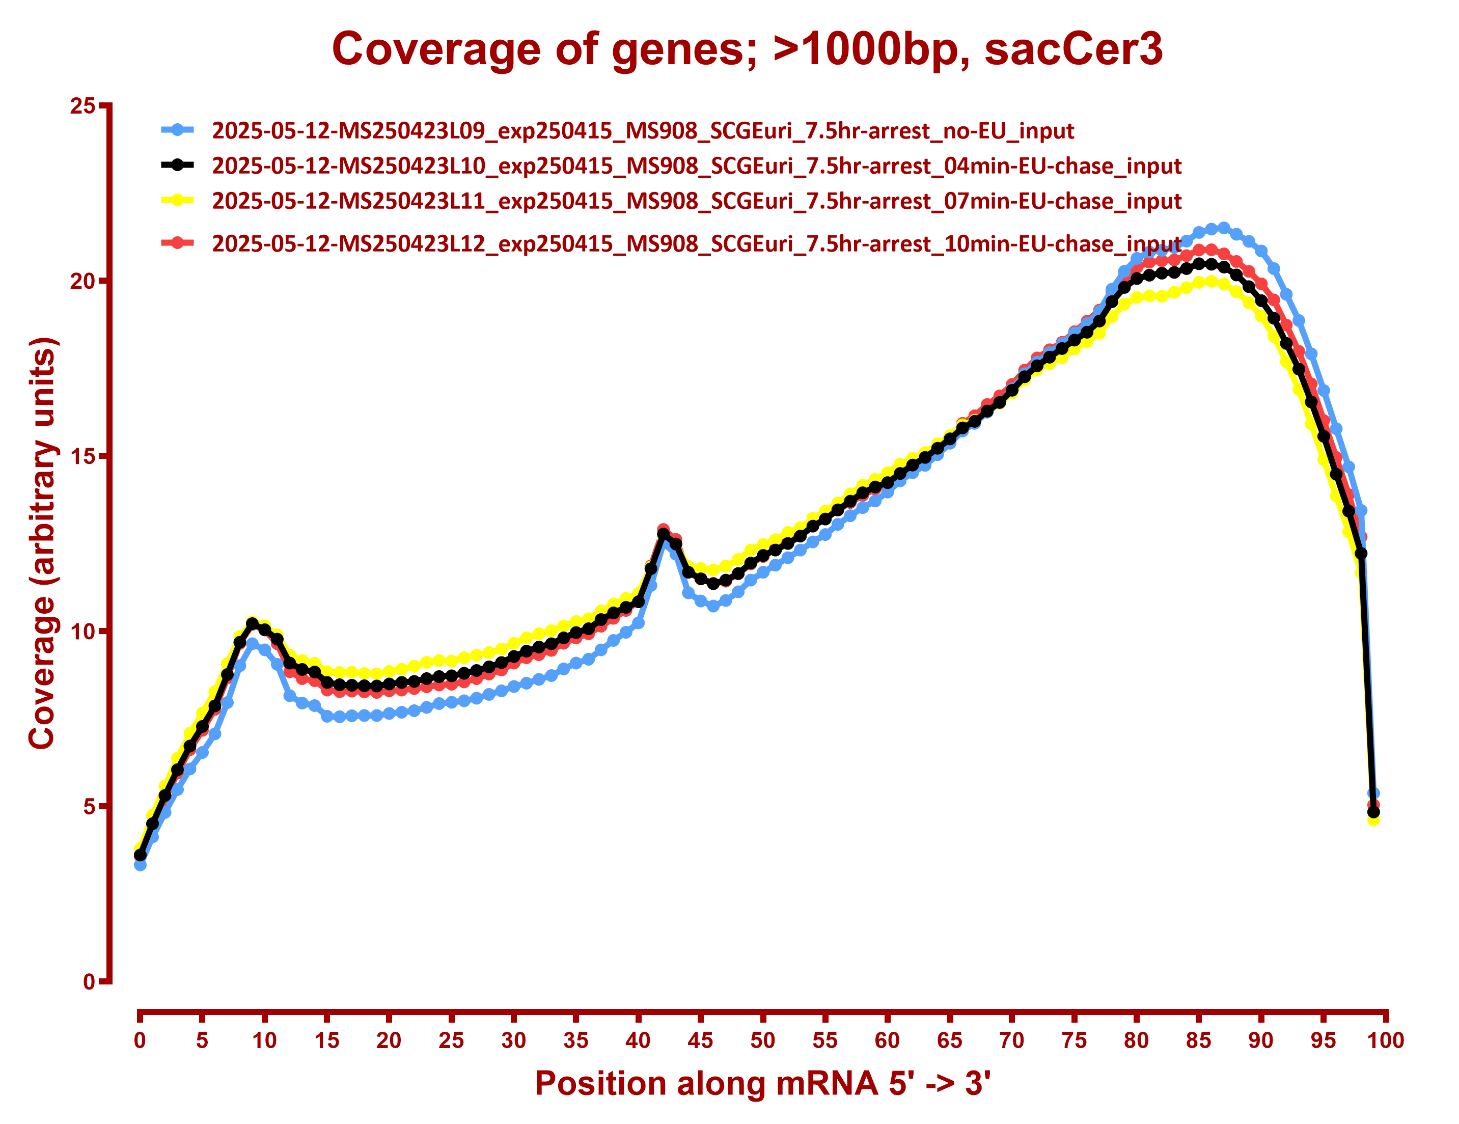 Coverage of genes; >1000bp, sacCer3
25
2025-05-12-MS250423L09_exp250415_MS908_SCGEuri_7.5hr-arrest_no-EU_input
2025-05-12-MS250423L10_exp250415_MS908_SCGEuri_7.5hr-arrest_04min-EU-chase_input
2025-05-12-MS250423L11_exp250415_MS908_SCGEuri_7.5hr-arrest_07min-EU-chase_input
2025-05-12-MS250423L12_exp250415_MS908_SCGEuri_7.5hr-arrest_10min-EU-chase_input
20
15
10
5
0
Coverage (arbitrary units)
0 5 10 15 20 25 30 35 40 45 50 55 60 65 70 75 80 85 90 95 100
Position along mRNA 5' -> 3'